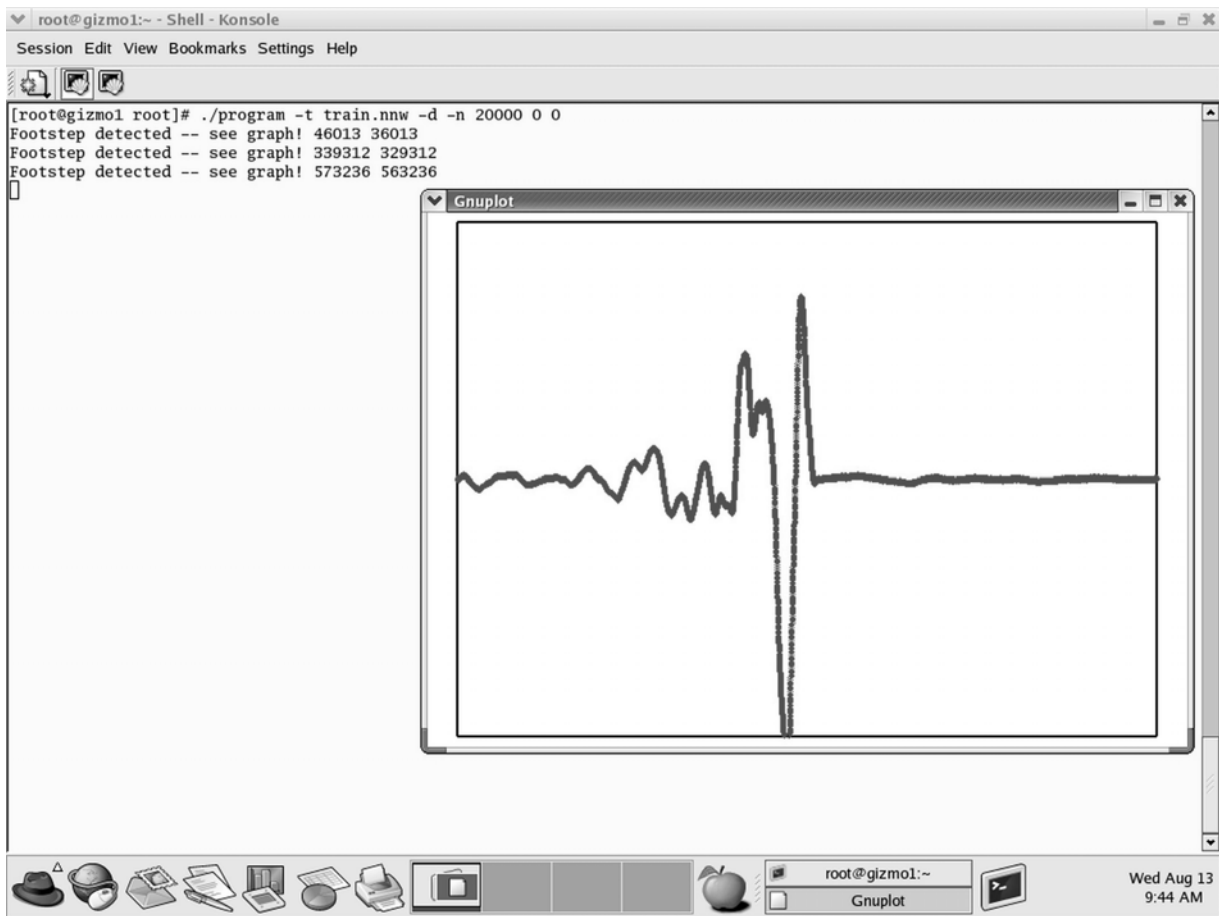 root@gizmo1:~ - Shell - Konsole
Session Edit View Bookmarks Settings Help
[root@gizmo1 root]# ./program -t train.nnw -d -n 20000 0 0
Footstep detected -- see graph! 46013 36013
Footstep detected -- see graph! 339312 329312
Footstep detected -- see graph! 573236 563236
Gnuplot
root@gizmo1:~
Gnuplot
Wed Aug 13
9:44 AM